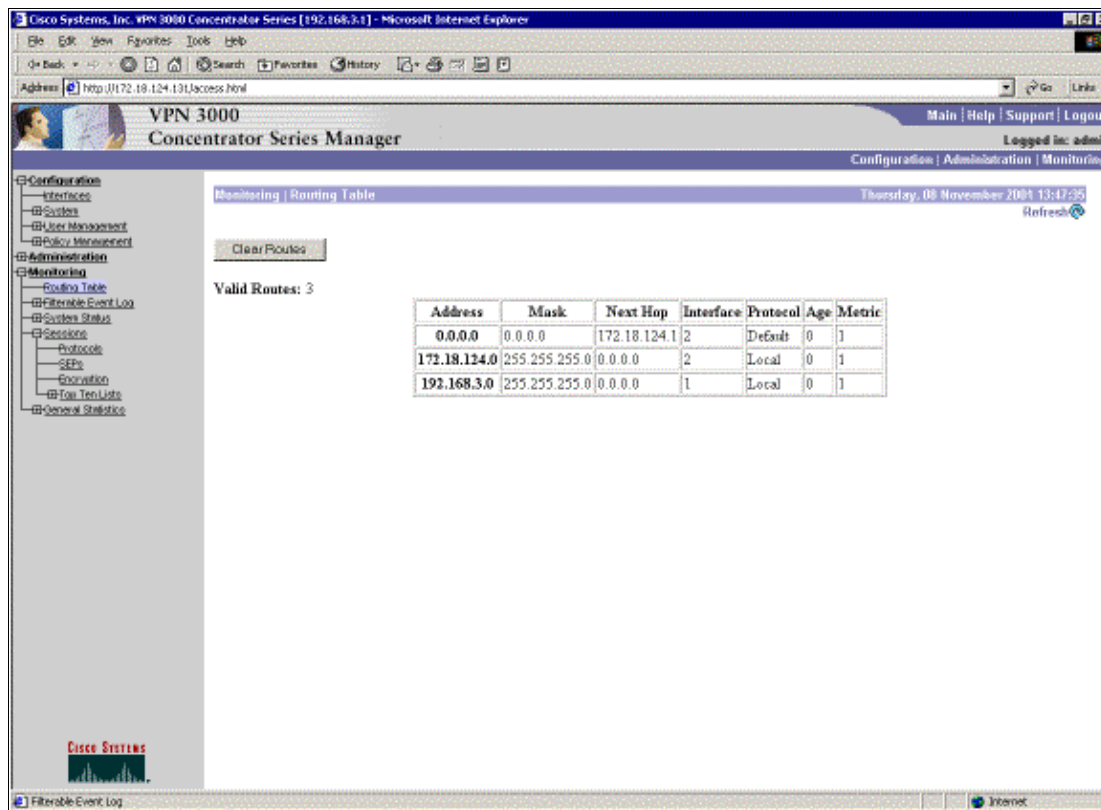 Cisco Systems, Inc. VPN 3000 Concentrator Series [192.168.3.1] - Microsoft Internet Explorer
File Edit View Favorites Tools Help
Back Search Favorites History
Address http://172.18.124.131/access.html Go Links
VPN 3000
Concentrator Series Manager
Main | Help | Support | Logou
Logged in: admi
Configuration | Administration | Monitorin
Configuration
Interfaces
System
User Management
Policy Management
Administration
Monitoring
Routing Table
Filterable Event Log
System Status
Sessions
Protocols
SEPs
Encryption
Top Ten Lists
General Statistics
Monitoring | Routing Table Thursday, 08 November 2001 13:47:35
Refresh
Clear Routes
Valid Routes: 3
Address Mask Next Hop Interface Protocol Age Metric
0.0.0.0 0.0.0.0 172.18.124.1 2 Default 0 1
172.18.124.0 255.255.255.0 0.0.0.0 2 Local 0 1
192.168.3.0 255.255.255.0 0.0.0.0 1 Local 0 1
CISCO SYSTEMS
Filterable Event Log Internet